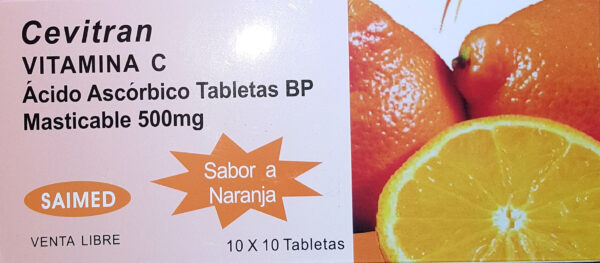 Cevitran
VITAMINA C
Ácido Ascórbico Tabletas BP
Masticable 500mg
Sabor a
Naranja
SAIMED
VENTA LIBRE
10 X 10 Tabletas